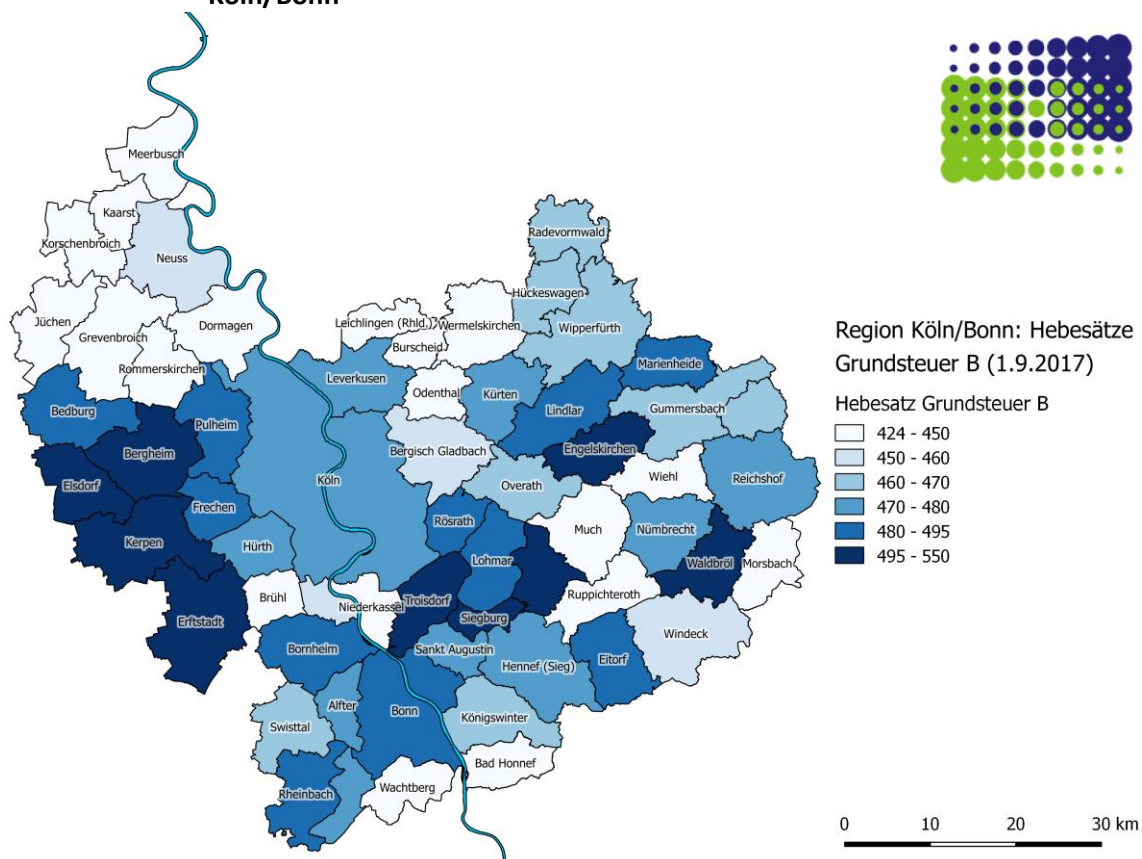 Köln/Bonn
Meerbusch
Kaarst
Korschenbroich
Neuss
Radevormwald
Hückeswagen
Jüchen
Grevenbroich
Dormagen
Leichlingen (Rhld.)
Wermelskirchen
Wipperfürth
Burscheid
Rommerskirchen
Region Köln/Bonn: Hebesätze
Grundsteuer B (1.9.2017)
Hebesatz Grundsteuer B
424 - 450
450 - 460
460 - 470
470 - 480
480 - 495
495 - 550
Marienheide
Leverkusen
Odenthal
Kürten
Lindlar
Gummersbach
Bedburg
Pulheim
Bergheim
Bergisch Gladbach
Engelskirchen
Elsdorf
Köln
Overath
Wiehl
Reichshof
Frechen
Rösrath
Much
Nümbrecht
Kerpen
Hürth
Lohmar
Waldbröl
Morsbach
Brühl
Niederkassel
Troisdorf
Ruppichteroth
Erftstadt
Siegburg
Windeck
Bornheim
Sankt Augustin
Hennef (Sieg)
Eitorf
Alfter
Bonn
Königswinter
Swisttal
Bad Honnef
Rheinbach
Wachtberg
0 10 20 30 km